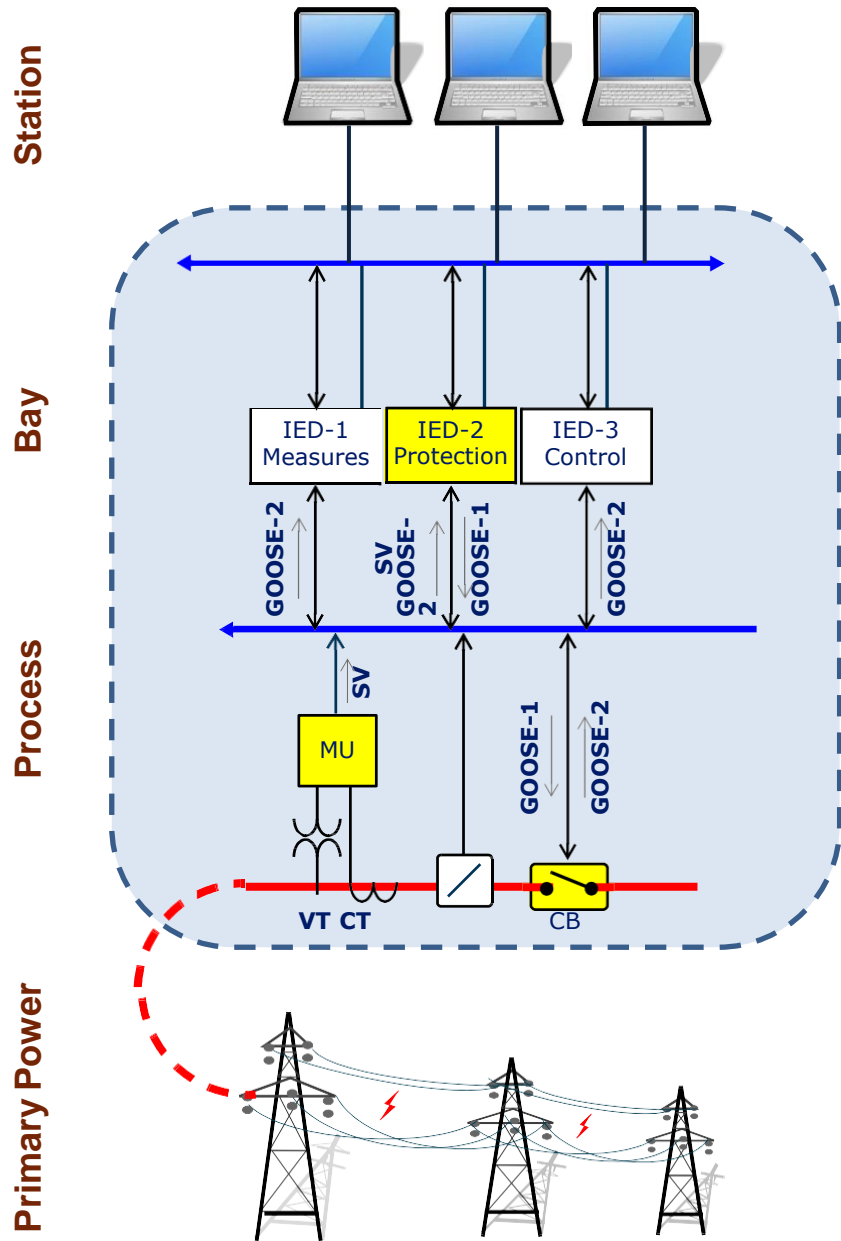 Station
Bay
IED-1
Measures
IED-2
Protection
IED-3
Control
GOOSE-2
SV
GOOSE-
2
GOOSE-1
GOOSE-2
Process
SV
MU
GOOSE-1
GOOSE-2
VT CT
CB
Primary Power